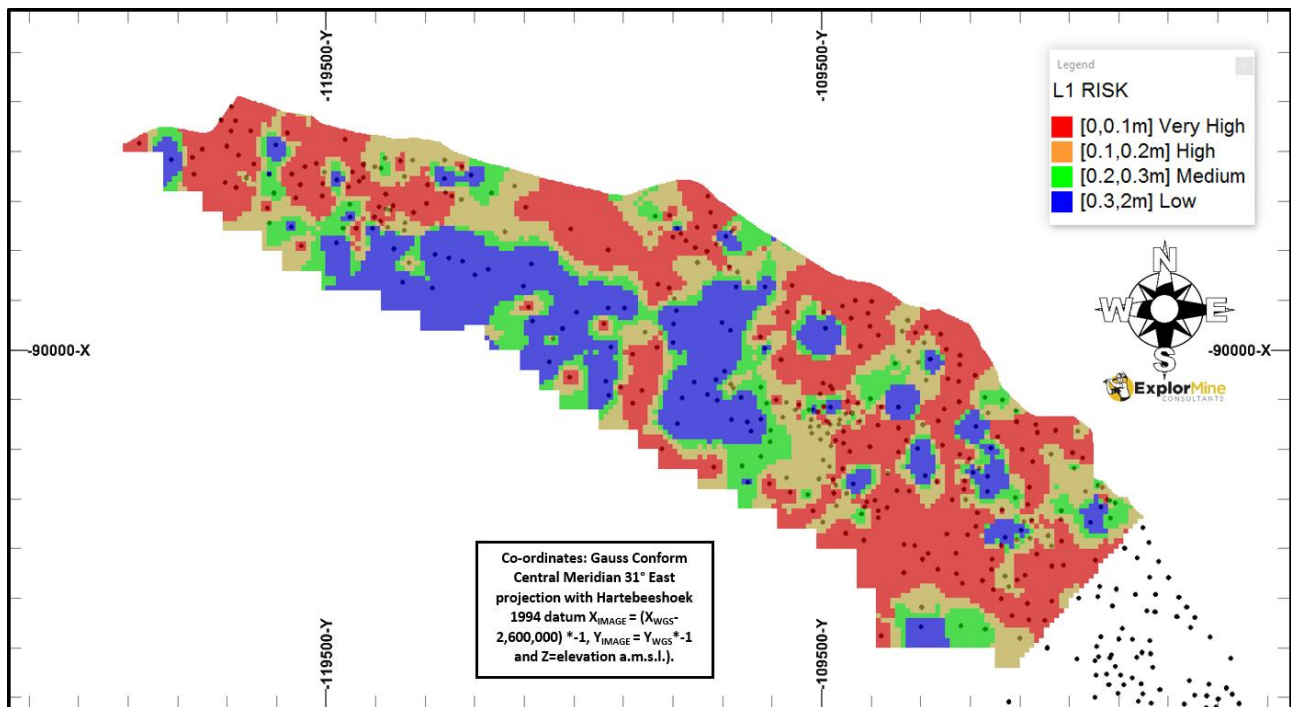 -119500-Y
-109500-Y
Legend
L1 RISK
[0,0.1m] Very High
[0.1,0.2m] High
[0.2,0.3m] Medium
[0.3,2m] Low
N
W E
S
-90000-X
-90000-X
ExplorMine
CONSULTANTS
Co-ordinates: Gauss Conform
Central Meridian 31° East
projection with Hartebeeshoek
1994 datum XIMAGE = (XWGS-
2,600,000) *-1, YIMAGE = YWGS*-1
and Z=elevation a.m.s.l.).
-119500-Y
-109500-Y